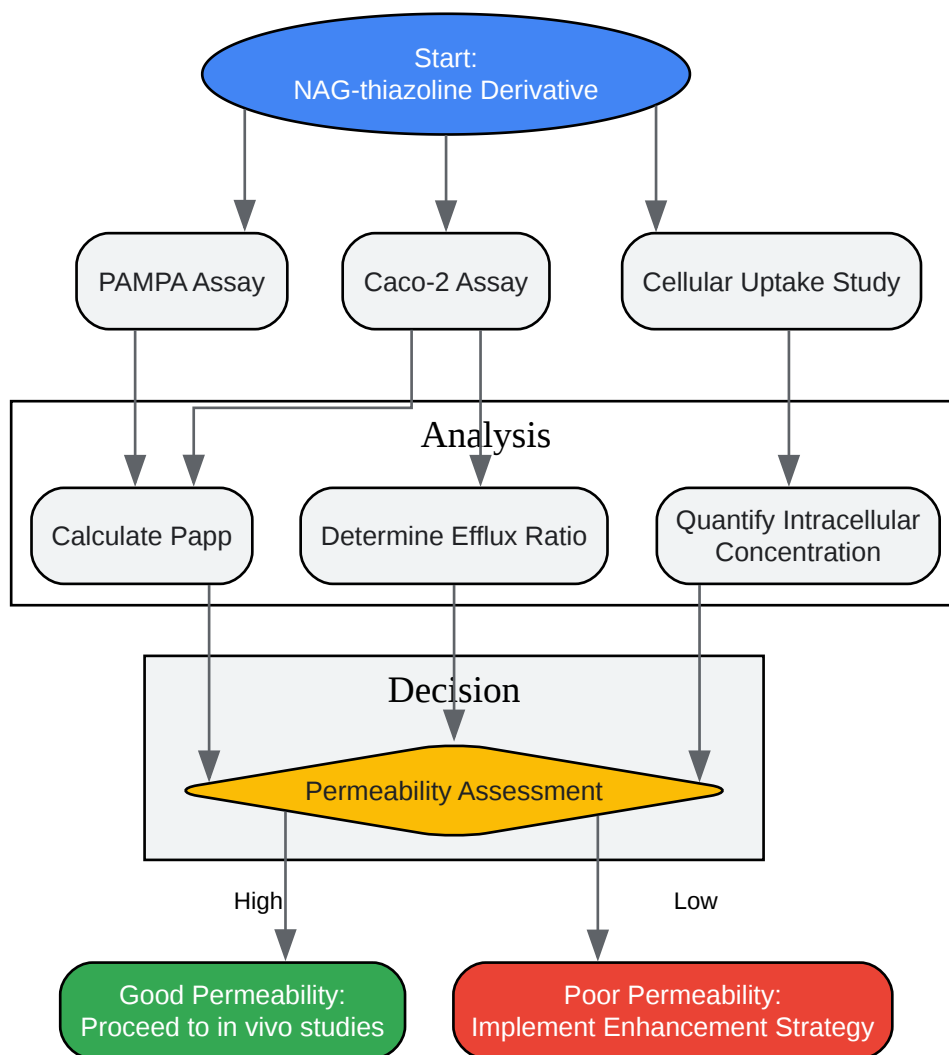 Start:
NAG-thiazoline Derivative
PAMPA Assay
Caco-2 Assay
Cellular Uptake Study
Analysis
Calculate Papp
Determine Efflux Ratio
Quantify Intracellular
Concentration
Decision
Permeability Assessment
High
Low
Good Permeability:
Proceed to in vivo studies
Poor Permeability:
Implement Enhancement Strategy